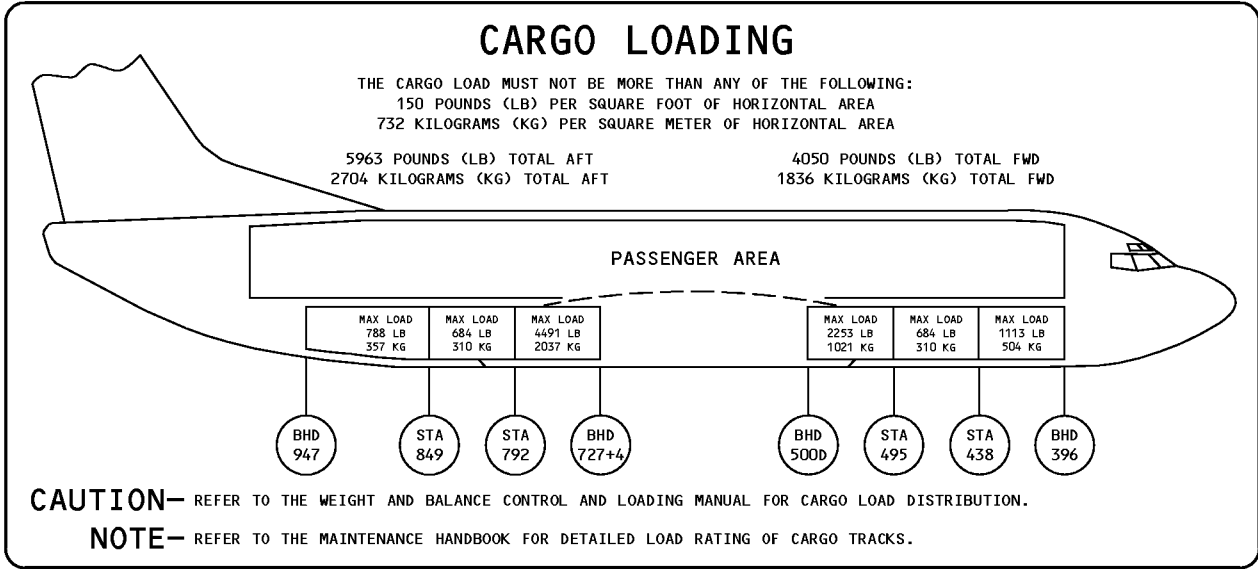 CARGO LOADING
THE CARGO LOAD MUST NOT BE MORE THAN ANY OF THE FOLLOWING:
150 POUNDS (LB) PER SQUARE FOOT OF HORIZONTAL AREA
732 KILOGRAMS (KG) PER SQUARE METER OF HORIZONTAL AREA
5963 POUNDS (LB) TOTAL AFT
2704 KILOGRAMS (KG) TOTAL AFT
4050 POUNDS (LB) TOTAL FWD
1836 KILOGRAMS (KG) TOTAL FWD
PASSENGER AREA
MAX LOAD
788 LB
357 KG
MAX LOAD
684 LB
310 KG
MAX LOAD
4491 LB
2037 KG
MAX LOAD
2253 LB
1021 KG
MAX LOAD
684 LB
310 KG
MAX LOAD
1113 LB
504 KG
BHD
947
STA
849
STA
792
BHD
727+4
BHD
500D
STA
495
STA
438
BHD
396
CAUTION— REFER TO THE WEIGHT AND BALANCE CONTROL AND LOADING MANUAL FOR CARGO LOAD DISTRIBUTION.
NOTE— REFER TO THE MAINTENANCE HANDBOOK FOR DETAILED LOAD RATING OF CARGO TRACKS.